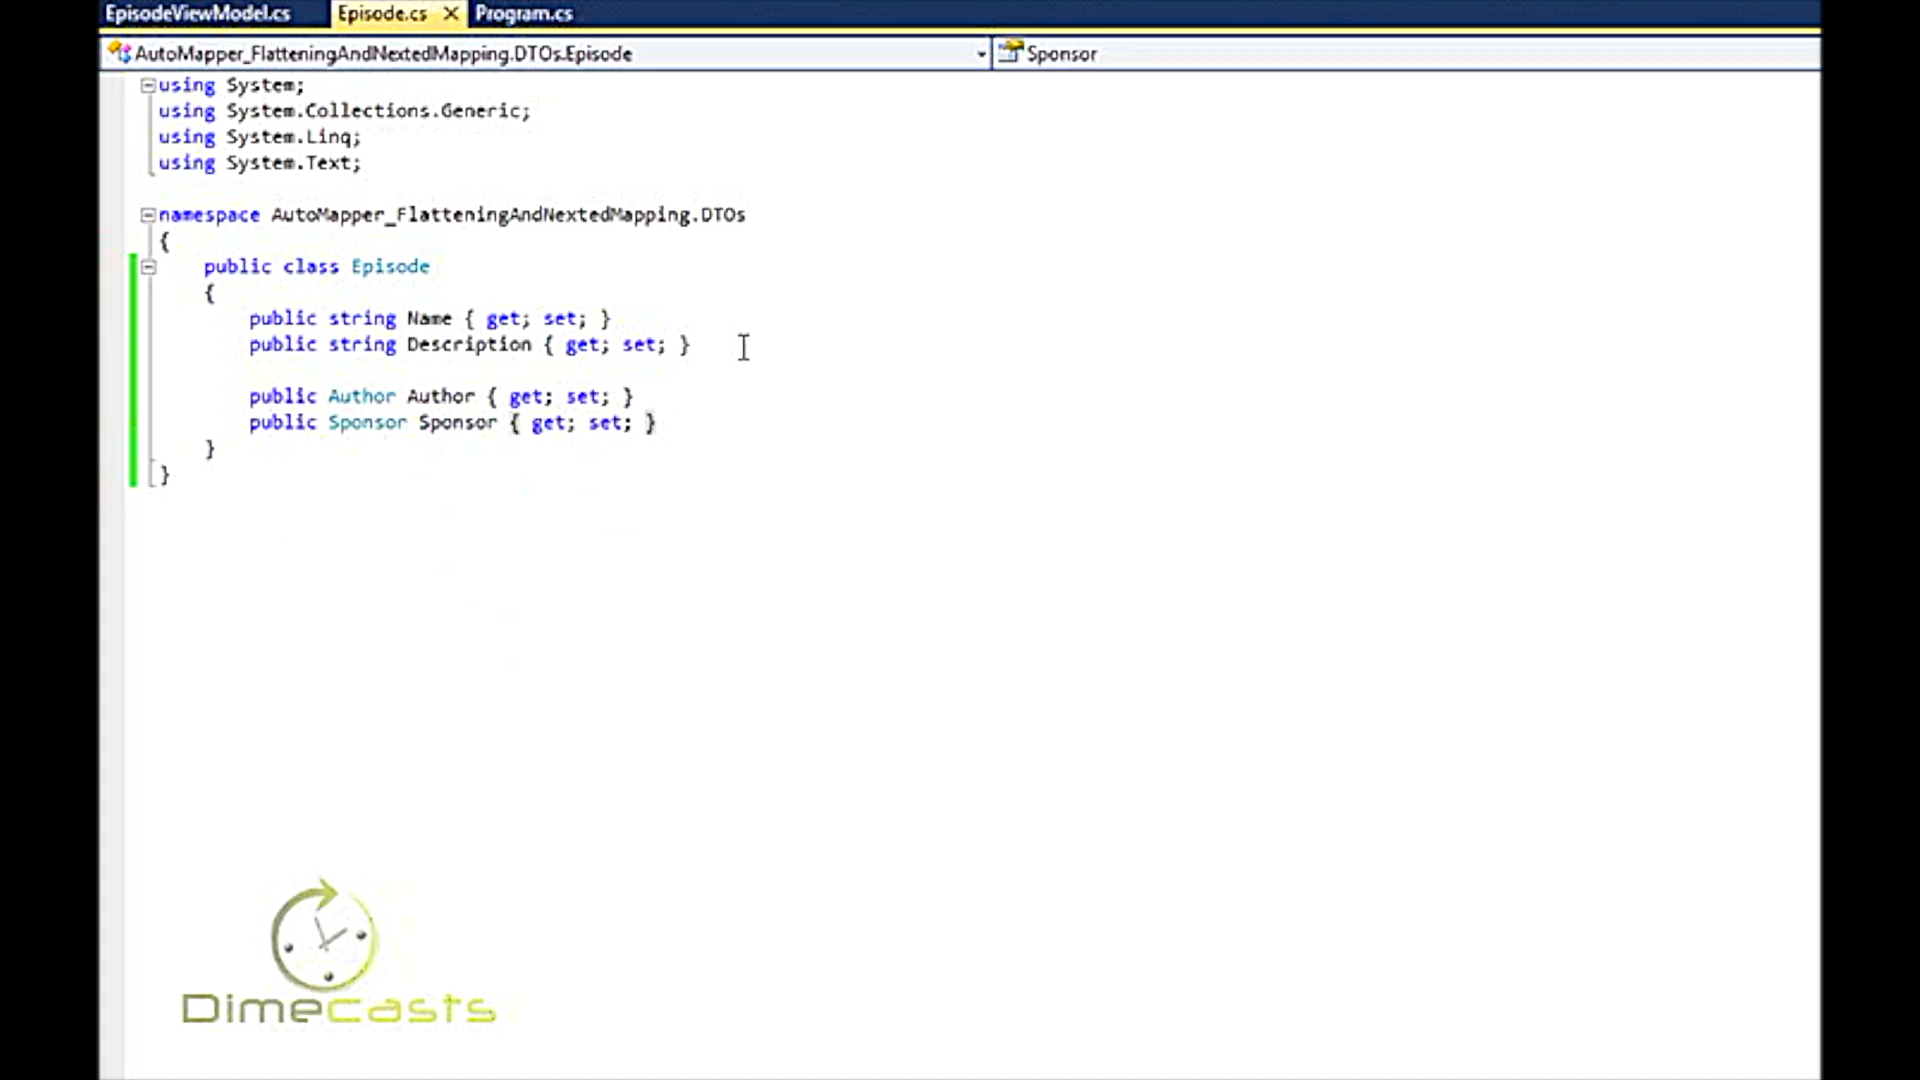 EpisodeViewModel.cs Episode.cs Program.cs
AutoMapper_FlatteningAndNextedMapping.DTOs.Episode Sponsor
using System;
using System.Collections.Generic;
using System.Linq;
using System.Text;
namespace AutoMapper_FlatteningAndNextedMapping.DTOs
{
public class Episode
{
public string Name { get; set; }
public string Description { get; set; }
public Author Author { get; set; }
public Sponsor Sponsor { get; set; }
}
}
Dimecasts